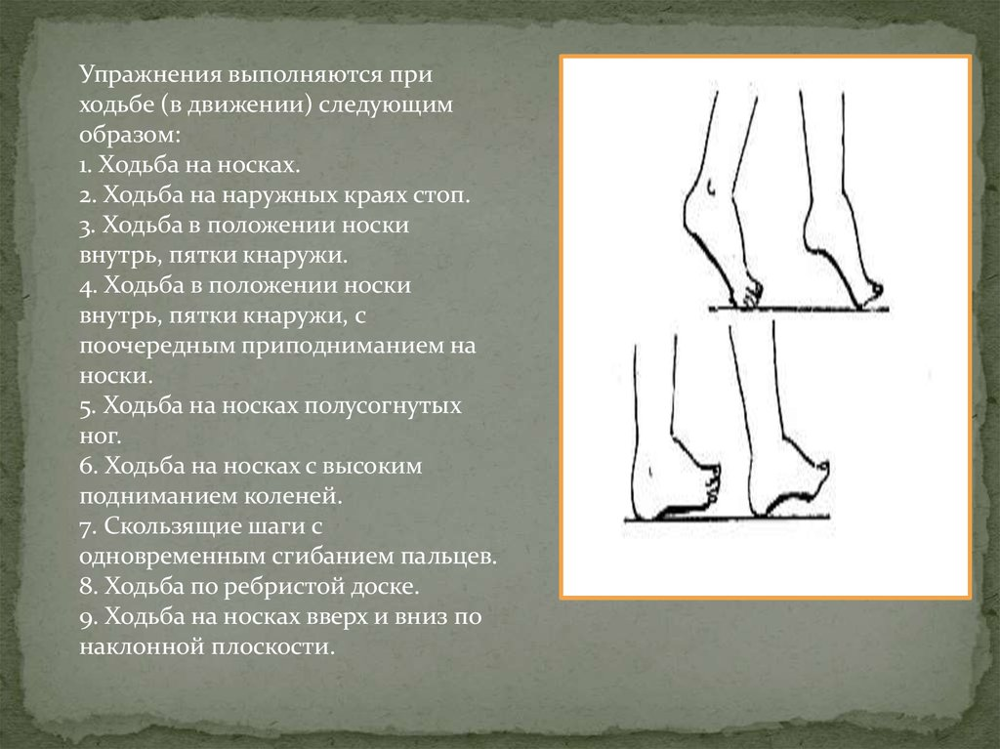 Упражнения выполняются при
ходьбе (в движении) следующим
образом:
1. Ходьба на носках.
2. Ходьба на наружных краях стоп.
3. Ходьба в положении носки
внутрь, пятки кнаружи.
4. Ходьба в положении носки
внутрь, пятки кнаружи, с
поочередным приподниманием на
носки.
5. Ходьба на носках полусогнутых
ног.
6. Ходьба на носках с высоким
подниманием коленей.
7. Скользящие шаги с
одновременным сгибанием пальцев.
8. Ходьба по ребристой доске.
9. Ходьба на носках вверх и вниз по
наклонной плоскости.